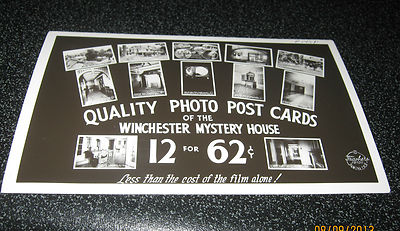 QUALITY PHOTO POST CARDS
OF THE
WINCHESTER MYSTERY HOUSE
12 FOR 62¢
Less than the cost of the film alone!
Frashers
09/09/2013